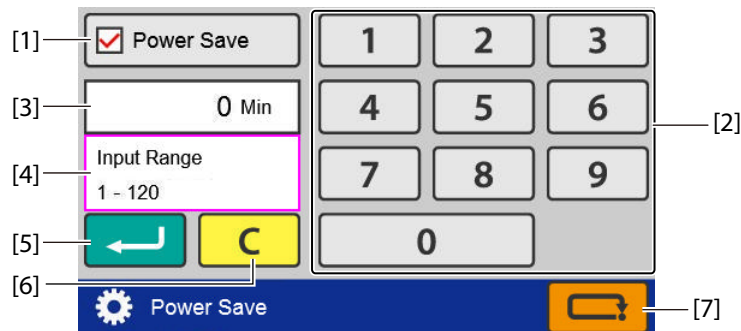 [1] Power Save 1 2 3
[3] 0 Min 4 5 6 [2]
[4] Input Range 7 8 9
1 - 120
[5] C 0
[6]
Power Save [7]